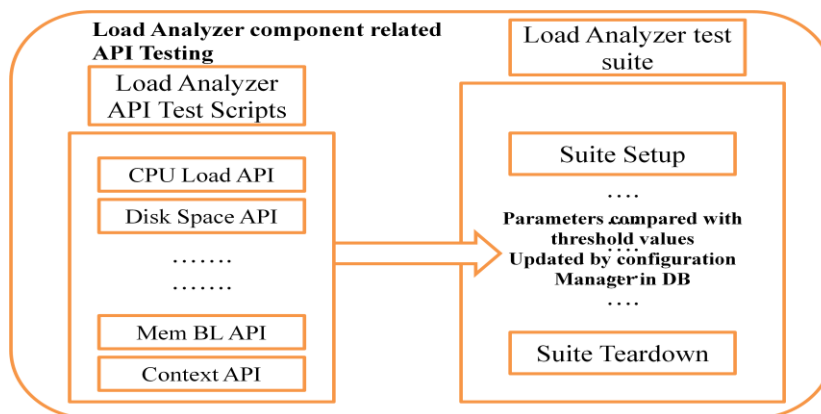 Load Analyzer component related
API Testing
Load Analyzer
API Test Scripts
CPU Load API
Disk Space API
.......
.......
Mem BL API
Context API
Load Analyzer test
suite
Suite Setup
....
Parameters compared with
....
threshold values
....
Updated by configuration
....
Manager in DB
....
Suite Teardown